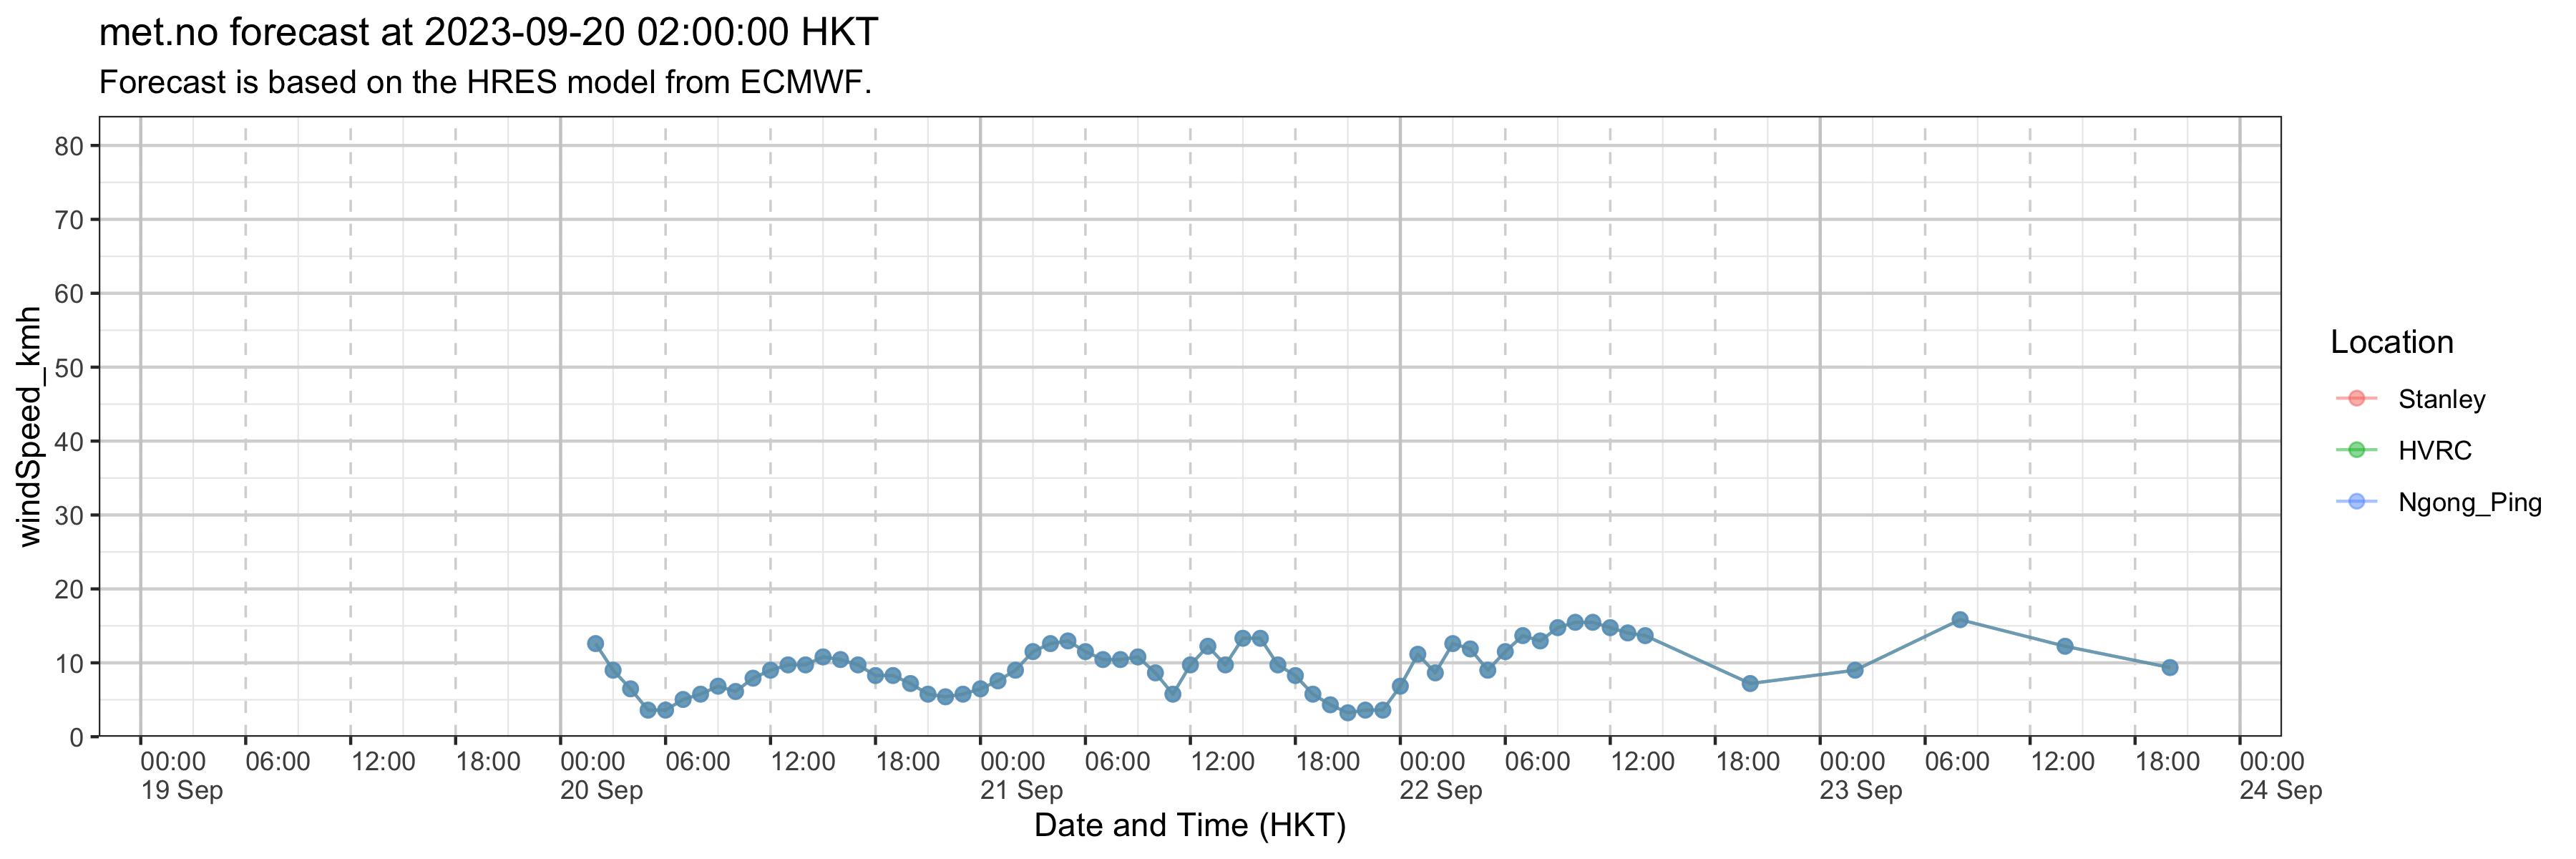 met.no forecast at 2023-09-20 02:00:00 HKT
Forecast is based on the HRES model from ECMWF.
windSpeed_kmh
80
70
60
50
40
30
20
10
0
00:00 06:00 12:00 18:00 00:00 06:00 12:00 18:00 00:00 06:00 12:00 18:00 00:00 06:00 12:00 18:00 00:00 06:00 12:00 18:00 00:00
19 Sep 20 Sep 21 Sep 22 Sep 23 Sep 24 Sep
Date and Time (HKT)
Location
Stanley
HVRC
Ngong_Ping